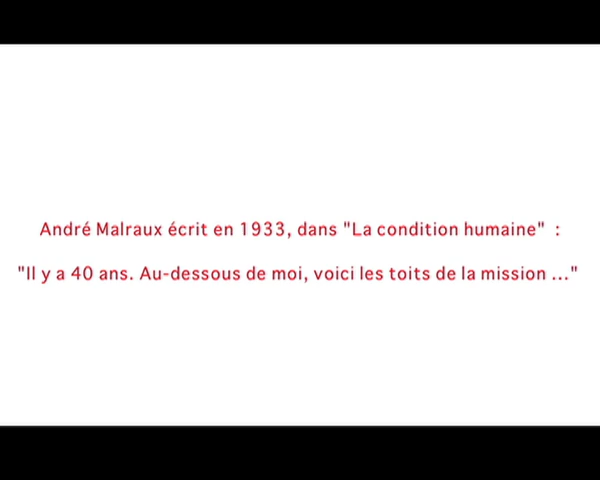 André Malraux écrit en 1933, dans "La condition humaine"  :
"Il y a 40 ans. Au-dessous de moi, voici les toits de la mission ..."